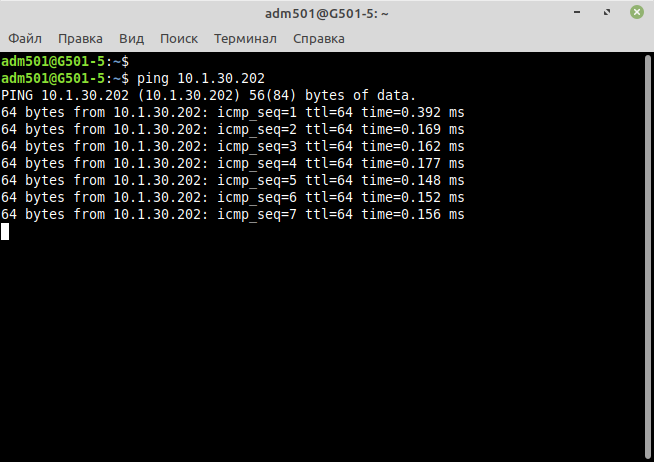 adm501@G501-5: ~
Файл Правка Вид Поиск Терминал Справка
adm501@G501-5:~$
adm501@G501-5:~$ ping 10.1.30.202
PING 10.1.30.202 (10.1.30.202) 56(84) bytes of data.
64 bytes from 10.1.30.202: icmp_seq=1 ttl=64 time=0.392 ms
64 bytes from 10.1.30.202: icmp_seq=2 ttl=64 time=0.169 ms
64 bytes from 10.1.30.202: icmp_seq=3 ttl=64 time=0.162 ms
64 bytes from 10.1.30.202: icmp_seq=4 ttl=64 time=0.177 ms
64 bytes from 10.1.30.202: icmp_seq=5 ttl=64 time=0.148 ms
64 bytes from 10.1.30.202: icmp_seq=6 ttl=64 time=0.152 ms
64 bytes from 10.1.30.202: icmp_seq=7 ttl=64 time=0.156 ms